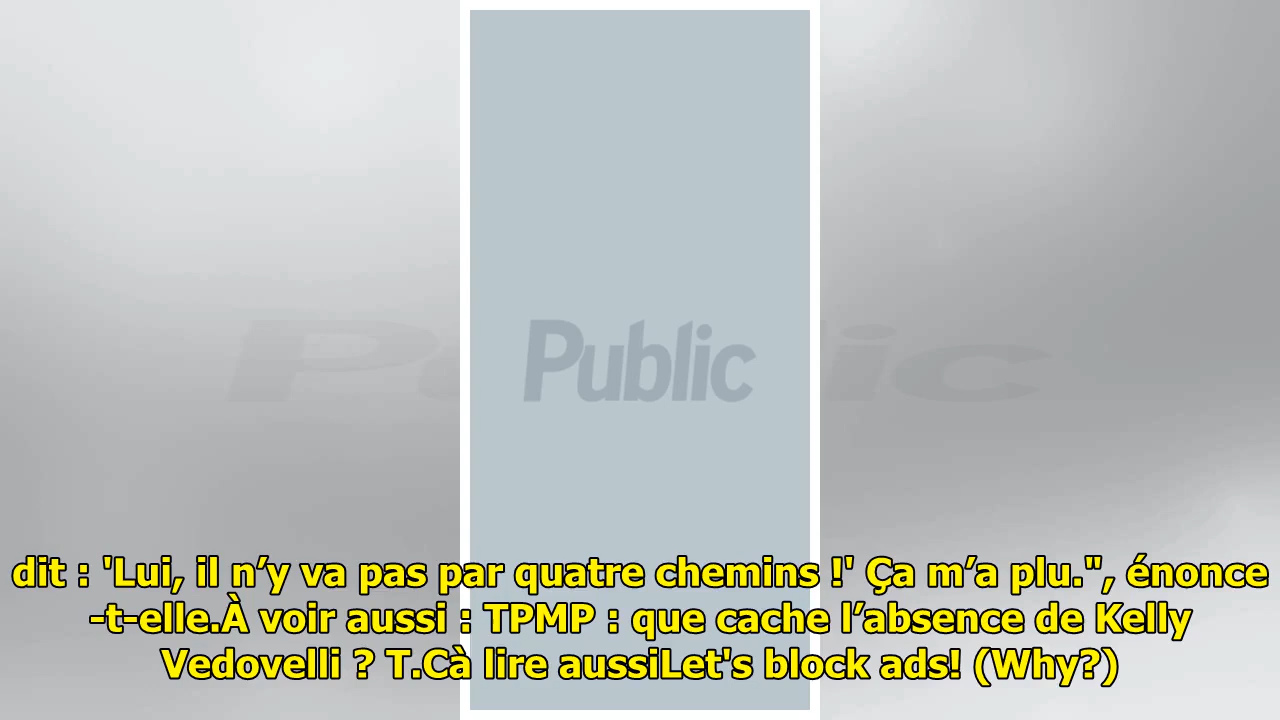 Public
Public
dit : 'Lui, il n’y va pas par quatre chemins !' Ça m’a plu.", énonce
-t-elle.À voir aussi : TPMP : que cache l’absence de Kelly
Vedovelli ? T.Cà lire aussiLet's block ads! (Why?)